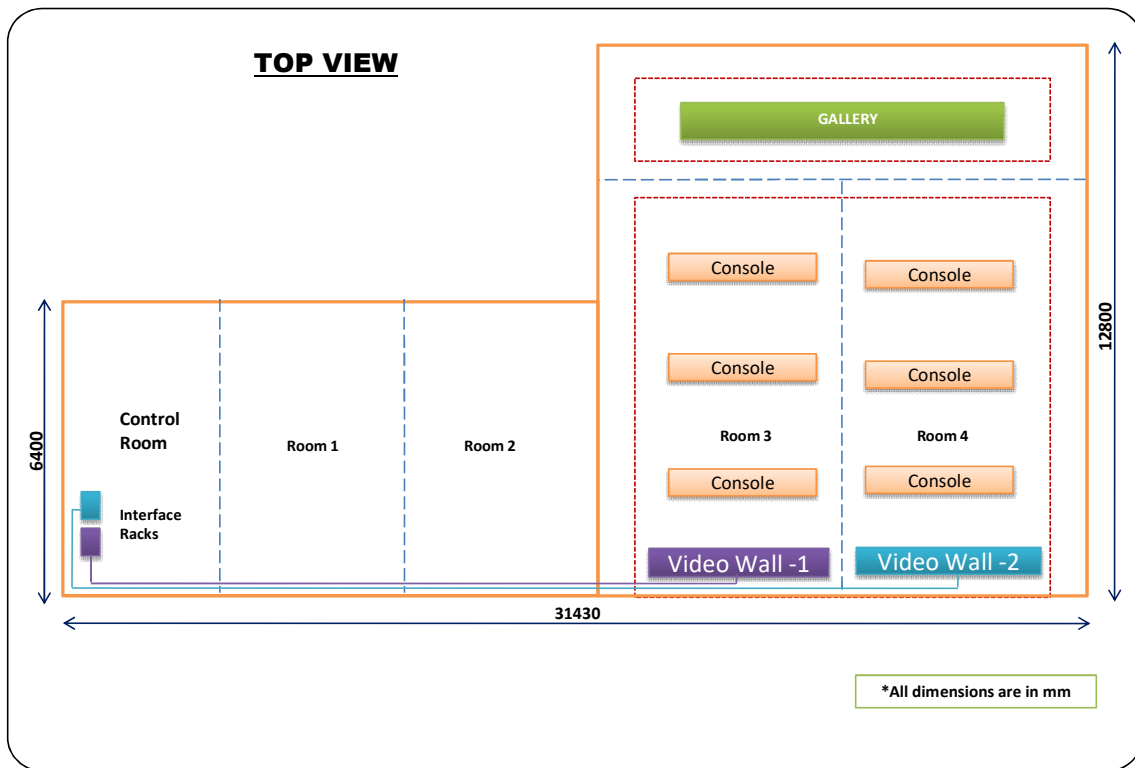 TOP VIEW
GALLERY
Console
Console
Console
Console
12800
6400
Control
Room
Room 1
Room 2
Room 3
Room 4
Console
Console
Interface
Racks
Video Wall -1
Video Wall -2
31430
*All dimensions are in mm